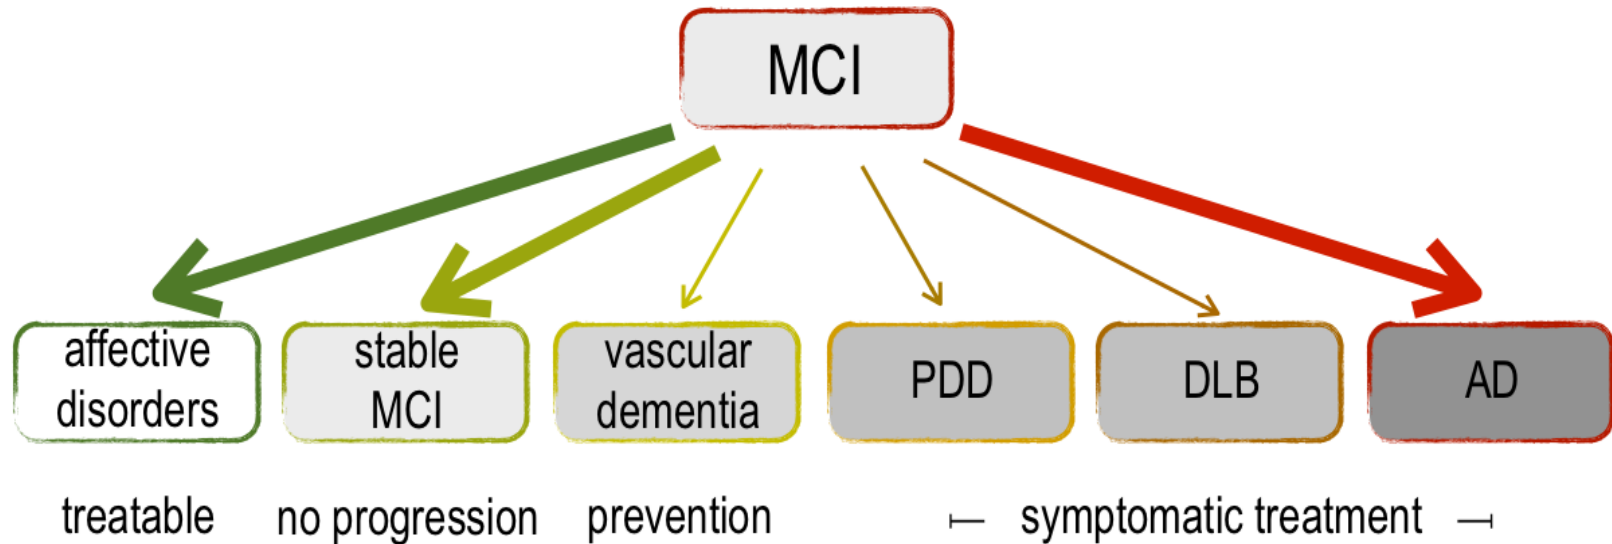 MCI
affective
disorders
stable
MCI
vascular
dementia
PDD
DLB
AD
treatable
no progression
prevention
symptomatic treatment